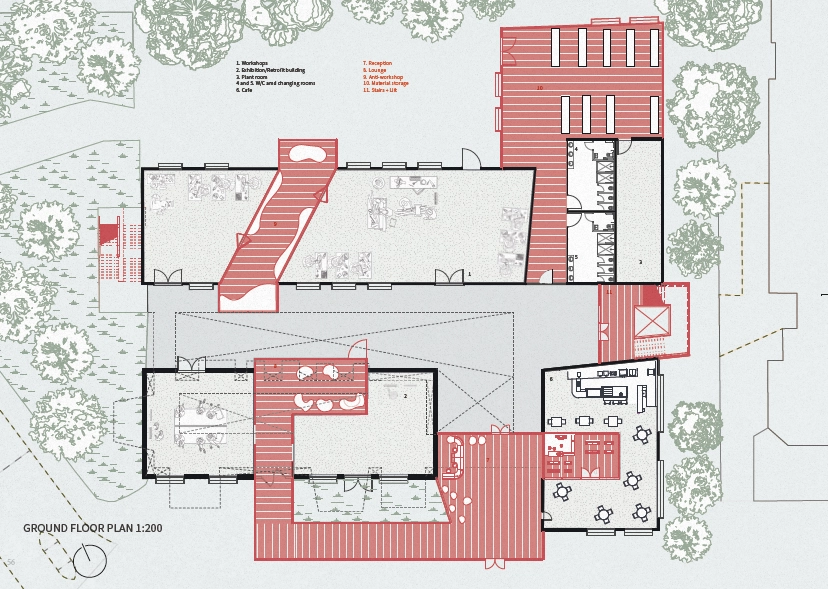 1. Workshops
2. Exhibition/Retrofit building
3. Plant room
4 and 5. W/C and changing rooms
6. Cafe
7. Reception
8. Lounge
9. Anti-workshop
10. Material storage
11. Stairs + Lift
10
4
9
5
3
1
11
8
6
2
7
GROUND FLOOR PLAN 1:200
56